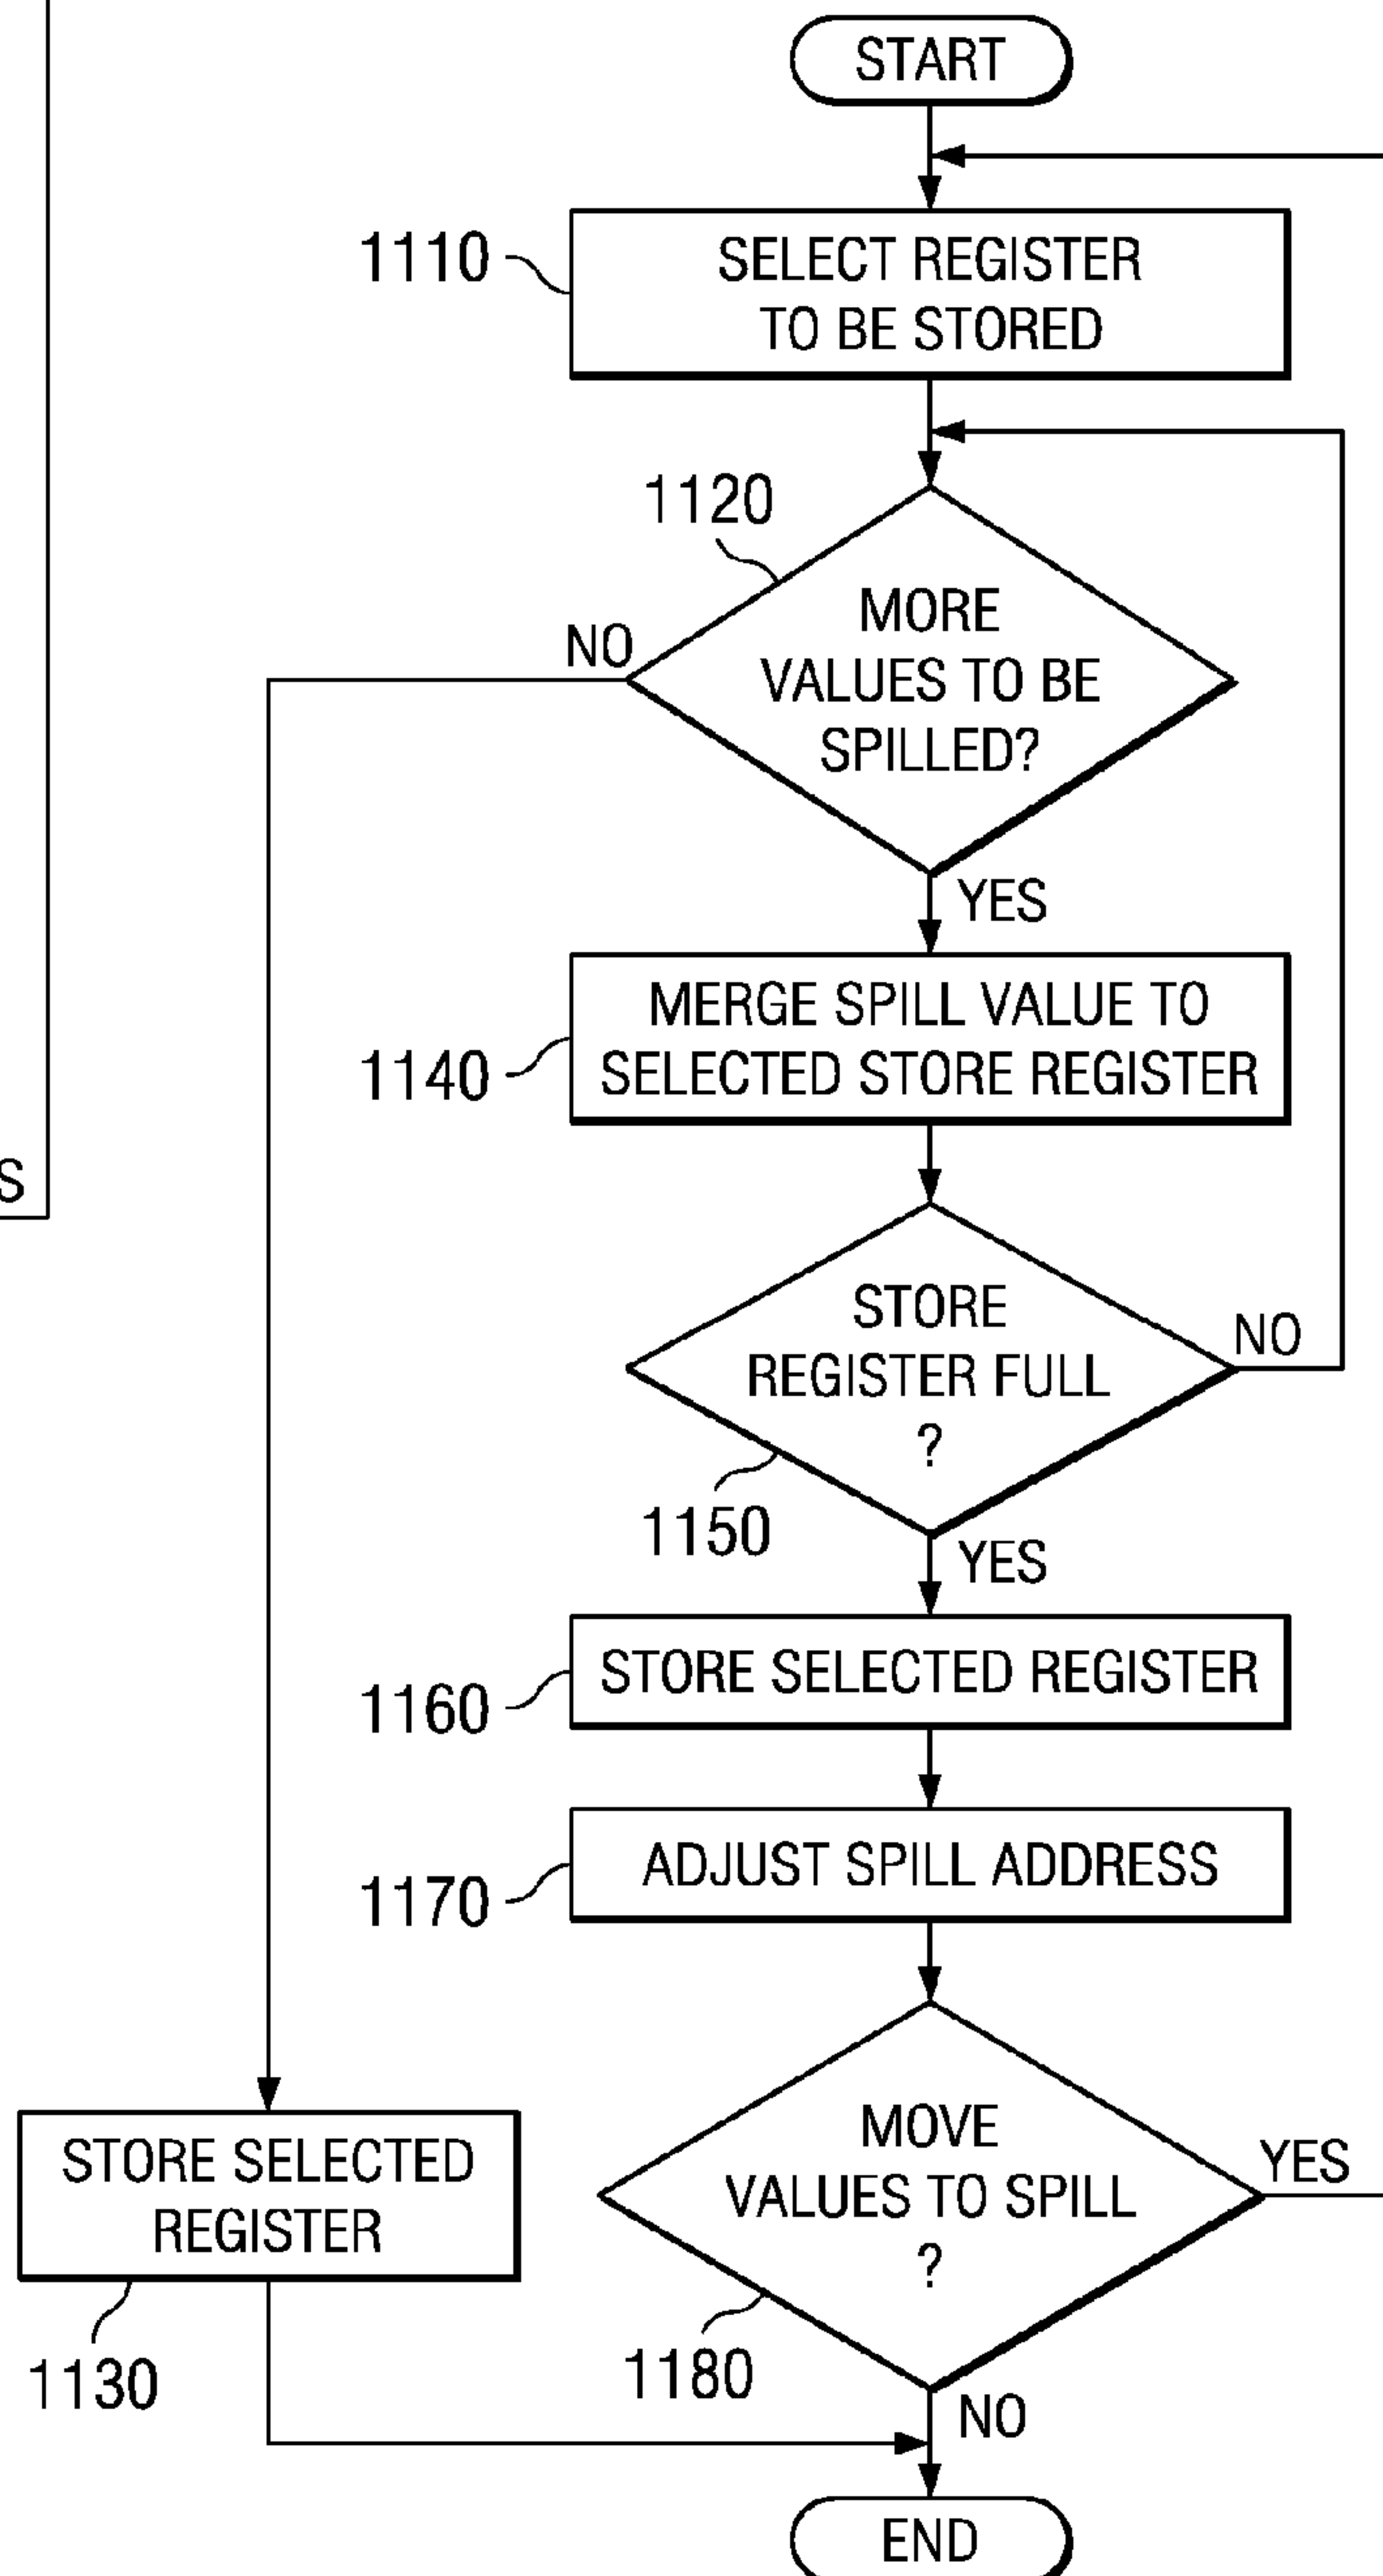 START
1110
SELECT REGISTER
TO BE STORED
1120
MORE
VALUES TO BE
SPILLED?
NO
YES
1140
MERGE SPILL VALUE TO
SELECTED STORE REGISTER
S
STORE
REGISTER FULL
?
NO
1150
YES
1160
STORE SELECTED REGISTER
1170
ADJUST SPILL ADDRESS
MOVE
VALUES TO SPILL
?
YES
STORE SELECTED
REGISTER
1130
1180
NO
END